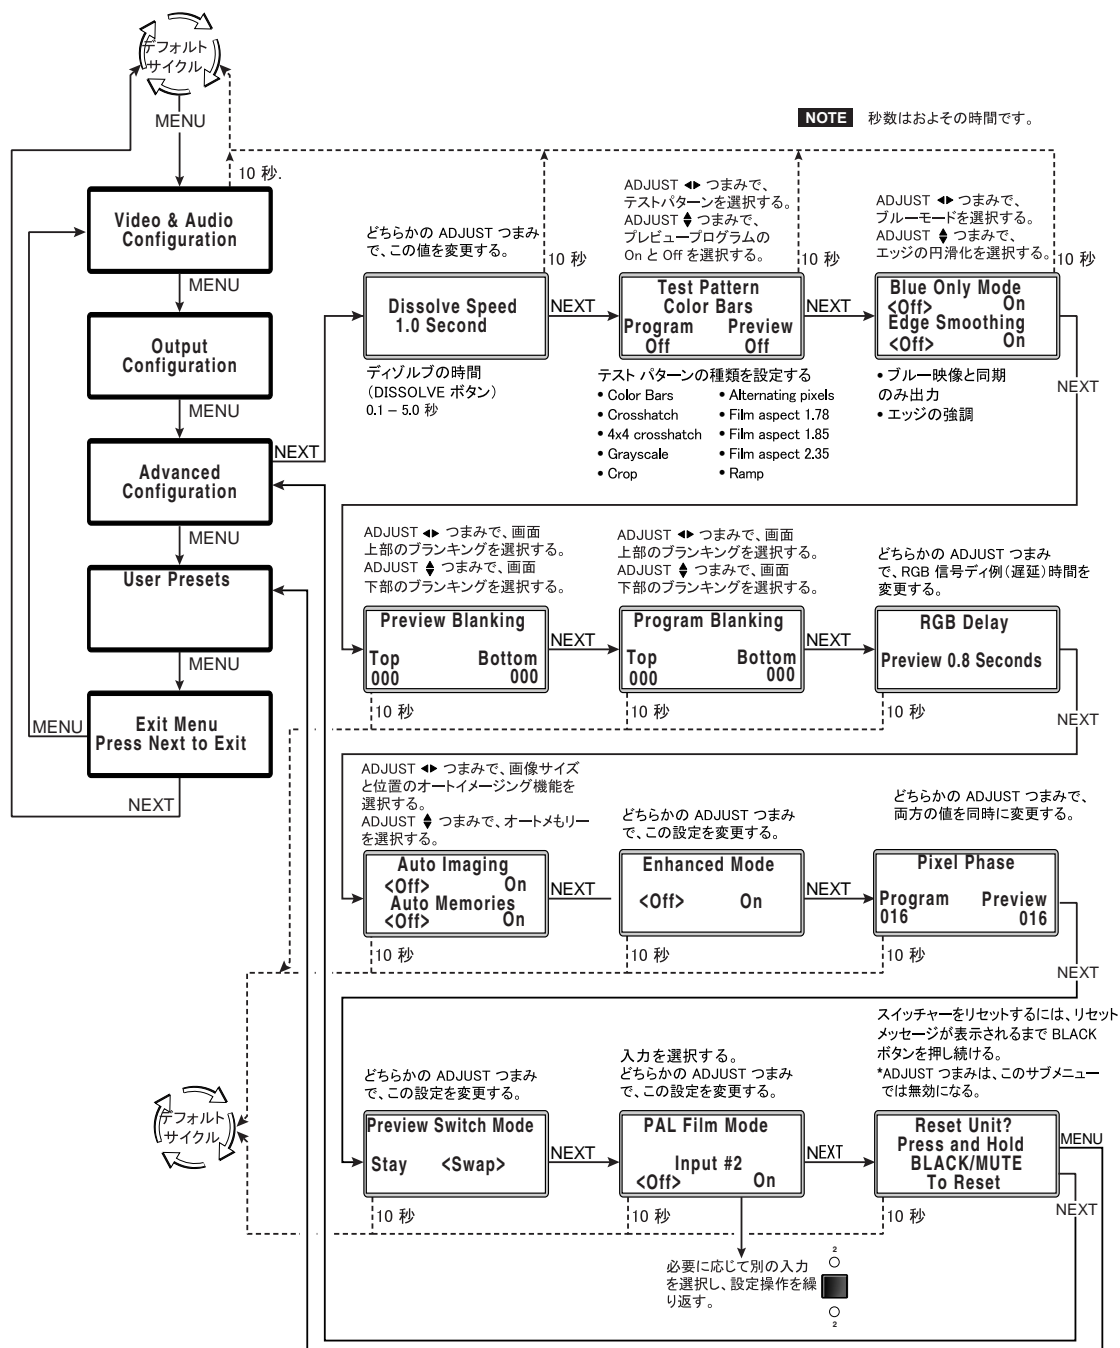 デフォルト
サイクル
MENU
NOTE 秒数はおよその時間です。
10 秒.
Video & Audio
Configuration
MENU
Output
Configuration
MENU
Advanced
Configuration
NEXT
MENU
User Presets
MENU
Exit Menu
Press Next to Exit
MENU
NEXT
どちらかの ADJUST つまみ
で、この値を変更する。
10 秒
Dissolve Speed
1.0 Second
NEXT
ディゾルブの時間
(DISSOLVE ボタン)
0.1 – 5.0 秒
ADJUST ◀▶ つまみで、
テストパターンを選択する。
ADJUST ♦ つまみで、
プレビュープログラムの
On と Off を選択する。
10 秒
Test Pattern
Color Bars
Program Preview
Off Off
NEXT
テスト パターンの種類を設定する
• Color Bars
• Crosshatch
• 4x4 crosshatch
• Grayscale
• Crop
• Alternating pixels
• Film aspect 1.78
• Film aspect 1.85
• Film aspect 2.35
• Ramp
ADJUST ◀▶ つまみで、
ブルーモードを選択する。
ADJUST ♦ つまみで、
エッジの円滑化を選択する。
10 秒
Blue Only Mode
<Off> On
Edge Smoothing
<Off> On
NEXT
• ブルー映像と同期
のみ出力
• エッジの強調
ADJUST ◀▶ つまみで、画面
上部のブランキングを選択する。
ADJUST ♦ つまみで、画面
下部のブランキングを選択する。
Preview Blanking
Top Bottom
000 000
NEXT
10 秒
ADJUST ◀▶ つまみで、画面
上部のブランキングを選択する。
ADJUST ♦ つまみで、画面
下部のブランキングを選択する。
Program Blanking
Top Bottom
000 000
NEXT
10 秒
どちらかの ADJUST つまみ
で、RGB 信号ディ例(遅延)時間を
変更する。
RGB Delay
Preview 0.8 Seconds
NEXT
10 秒
ADJUST ◀▶ つまみで、画像サイズ
と位置のオートイメージング機能を
選択する。
ADJUST ♦ つまみで、オートメもリー
を選択する。
Auto Imaging
<Off> On
Auto Memories
<Off> On
NEXT
10 秒
どちらかの ADJUST つまみ
で、この設定を変更する。
Enhanced Mode
<Off> On
NEXT
10 秒
どちらかの ADJUST つまみで、
両方の値を同時に変更する。
Pixel Phase
Program Preview
016 016
NEXT
10 秒
デフォルト
サイクル
どちらかの ADJUST つまみ
で、この設定を変更する。
Preview Switch Mode
Stay <Swap>
NEXT
10 秒
入力を選択する。
どちらかの ADJUST つまみ
で、この設定を変更する。
PAL Film Mode
Input #2
<Off> On
NEXT
10 秒
必要に応じて別の入力
を選択し、設定操作を繰
り返す。
2
2
スイッチャーをリセットするには、リセット
メッセージが表示されるまで BLACK
ボタンを押し続ける。
*ADJUST つまみは、このサブメニュー
では無効になる。
Reset Unit?
Press and Hold
BLACK/MUTE
To Reset
MENU
NEXT
10 秒